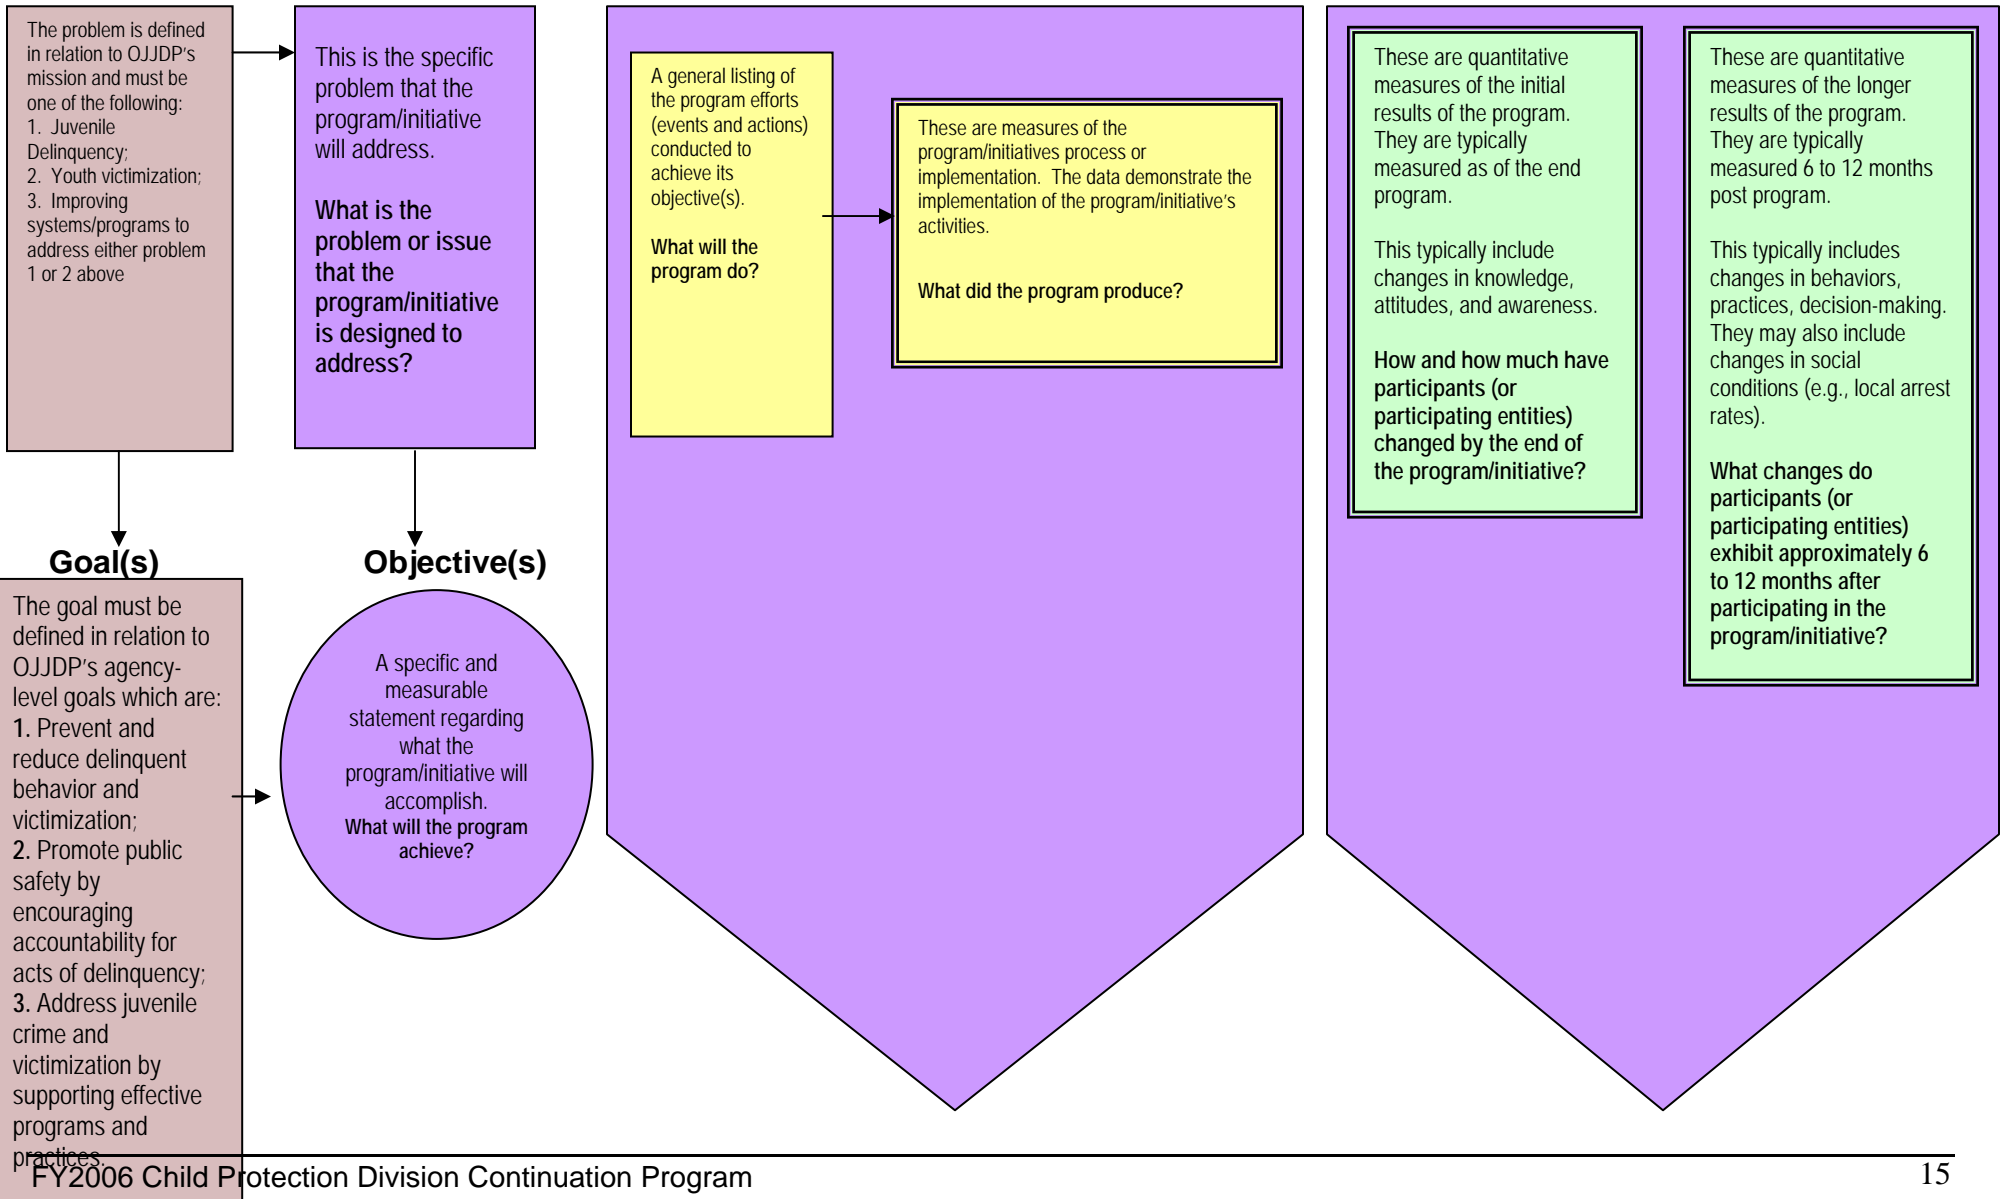 The problem is defined
in relation to OJJDP's
mission and must be
one of the following:
1. Juvenile
Delinquency;
2. Youth victimization;
3. Improving
systems/programs to
address either problem
1 or 2 above
This is the specific
problem that the
program/initiative
will address.
What is the
problem or issue
that the
program/initiative
is designed to
address?
A general listing of
the program efforts
(events and actions)
conducted to
achieve its
objective(s).
What will the
program do?
These are measures of the
program/initiatives process or
implementation. The data demonstrate the
implementation of the program/initiative's
activities.
What did the program produce?
These are quantitative
measures of the initial
results of the program.
They are typically
measured as of the end
program.
This typically include
changes in knowledge,
attitudes, and awareness.
How and how much have
participants (or
participating entities)
changed by the end of
the program/initiative?
These are quantitative
measures of the longer
results of the program.
They are typically
measured 6 to 12 months
post program.
This typically includes
changes in behaviors,
practices, decision-making.
They may also include
changes in social
conditions (e.g., local arrest
rates).
What changes do
participants (or
participating entities)
exhibit approximately 6
to 12 months after
participating in the
program/initiative?
Goal(s)
The goal must be
defined in relation to
OJJDP's agency-
level goals which are:
1. Prevent and
reduce delinquent
behavior and
victimization;
2. Promote public
safety by
encouraging
accountability for
acts of delinquency;
3. Address juvenile
crime and
victimization by
supporting effective
programs and
practices.
Objective(s)
A specific and
measurable
statement regarding
what the
program/initiative will
accomplish.
What will the program
achieve?
FY2006 Child Protection Division Continuation Program
15